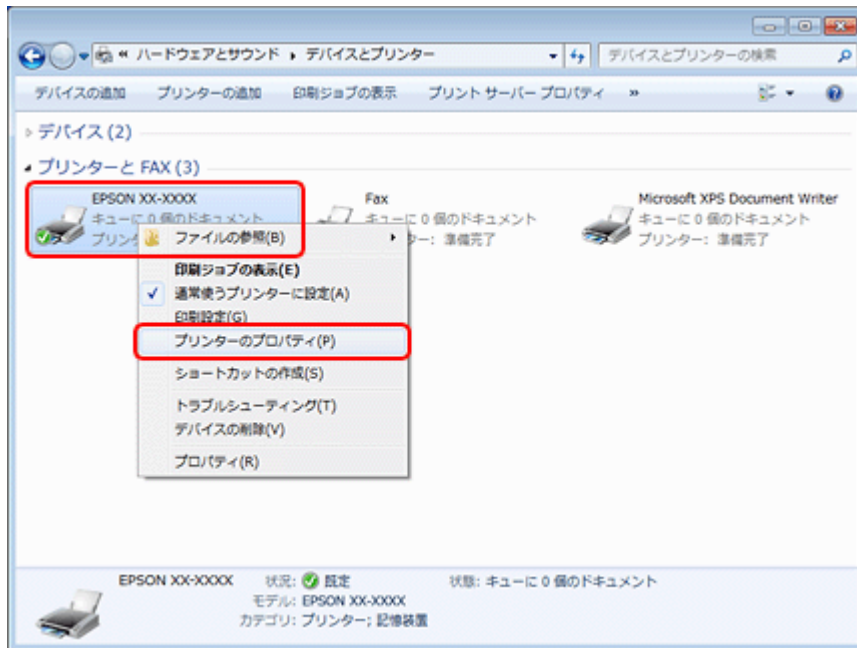 « ハードウェアとサウンド ▸ デバイスとプリンター
デバイスとプリンターの検索
デバイスの追加 プリンターの追加 印刷ジョブの表示 プリント サーバー プロパティ »
デバイス (2)
プリンターと FAX (3)
EPSON XX-XXXX
キューに 0 個のドキュメント
プリンタ
Fax
キューに 0 個のドキュメント
ター: 準備完了
Microsoft XPS Document Writer
キューに 0 個のドキュメント
プリンター: 準備完了
ファイルの参照(B)
印刷ジョブの表示(E)
通常使うプリンターに設定(A)
印刷設定(G)
プリンターのプロパティ(P)
ショートカットの作成(S)
トラブルシューティング(T)
デバイスの削除(V)
プロパティ(R)
EPSON XX-XXXX 状況: 既定 状態: キューに 0 個のドキュメント
モデル: EPSON XX-XXXX
カテゴリ: プリンター; 記憶装置